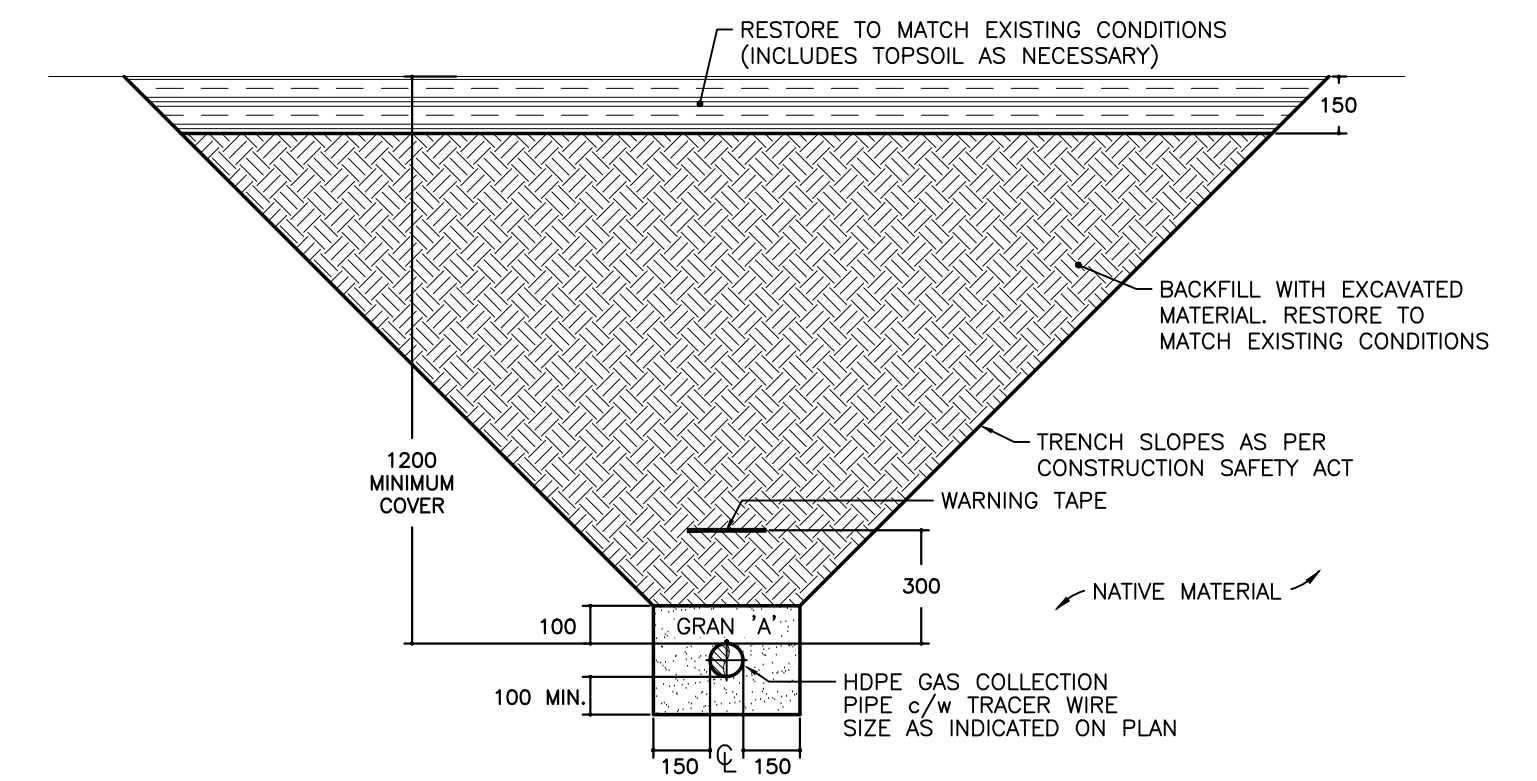 RESTORE TO MATCH EXISTING CONDITIONS
(INCLUDES TOPSOIL AS NECESSARY)
150
BACKFILL WITH EXCAVATED
MATERIAL. RESTORE TO
MATCH EXISTING CONDITIONS
TRENCH SLOPES AS PER
CONSTRUCTION SAFETY ACT
1200
MINIMUM
COVER
WARNING TAPE
300
NATIVE MATERIAL
100
GRAN 'A'
100 MIN.
HDPE GAS COLLECTION
PIPE c/w TRACER WIRE
SIZE AS INDICATED ON PLAN
150 ℄ 150